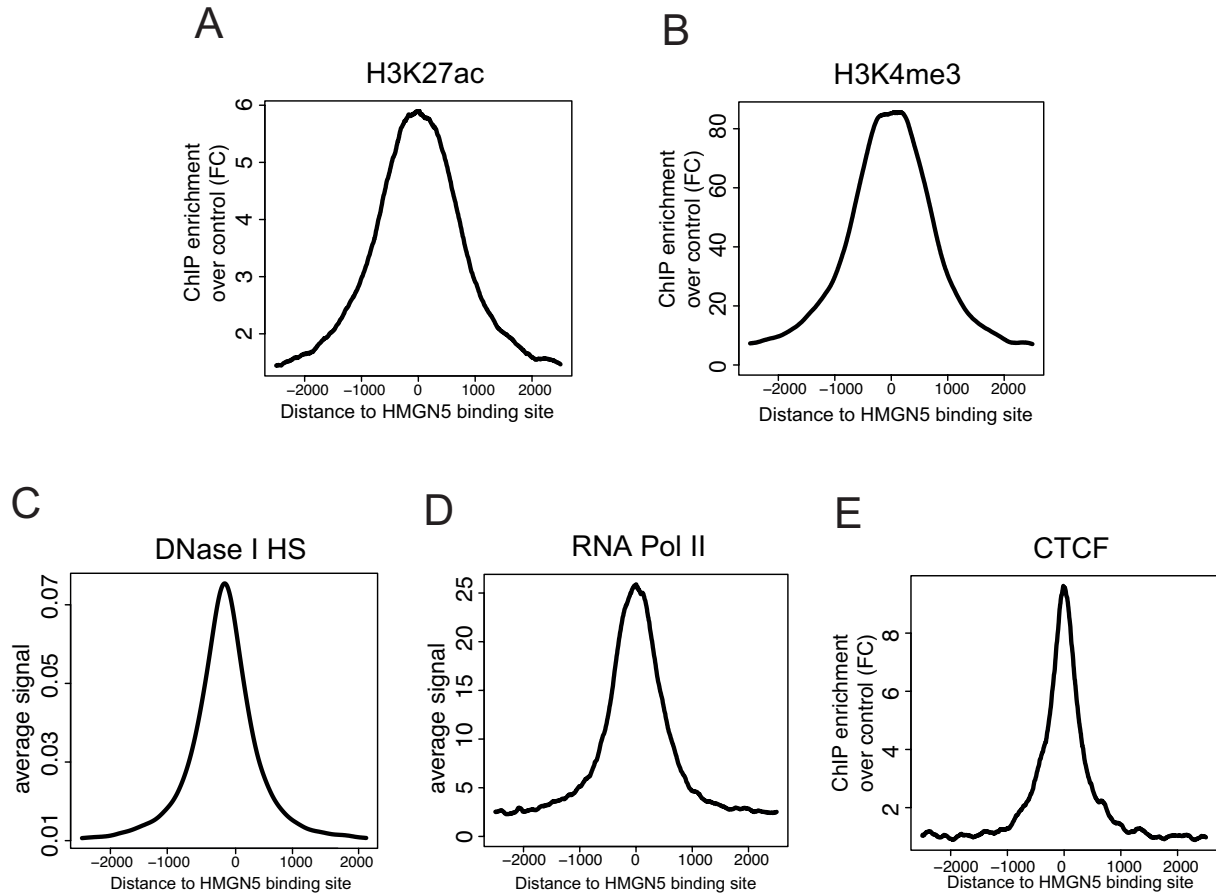 A
H3K27ac
ChIP enrichment
over control (FC)
6
5
4
3
2
−2000 −1000 0 1000 2000
Distance to HMGN5 binding site
B
H3K4me3
ChIP enrichment
over control (FC)
80
60
40
20
0
−2000 −1000 0 1000 2000
Distance to HMGN5 binding site
C
DNase I HS
average signal
0.07
0.05
0.03
0.01
−2000 −1000 0 1000 2000
Distance to HMGN5 binding site
D
RNA Pol II
average signal
25
20
15
10
5
0
−2000 −1000 0 1000 2000
Distance to HMGN5 binding site
E
CTCF
ChIP enrichment
over control (FC)
8
6
4
2
−2000 −1000 0 1000 2000
Distance to HMGN5 binding site